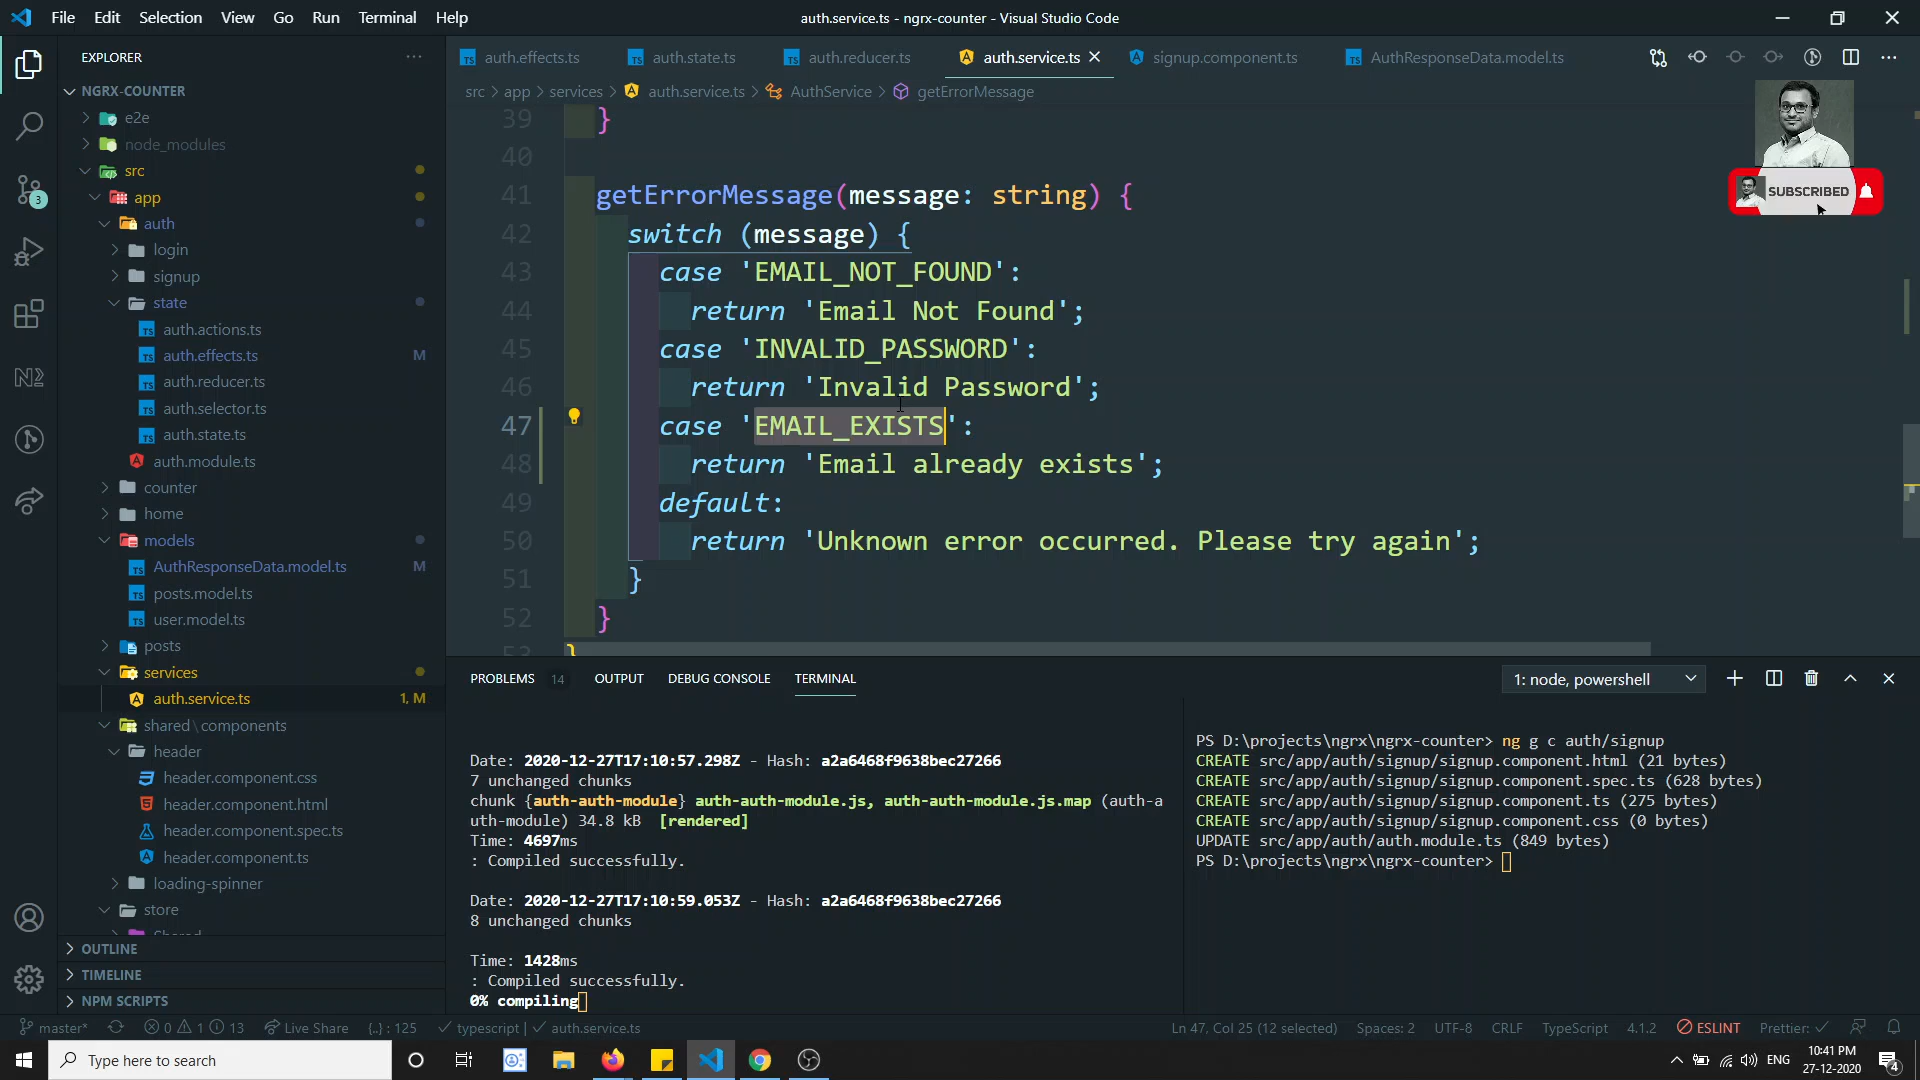 File Edit Selection View Go Run Terminal Help
auth.service.ts - ngrx-counter - Visual Studio Code
EXPLORER
NGRX-COUNTER
e2e
node_modules
src
app
auth
login
signup
state
auth.actions.ts
auth.effects.ts M
auth.reducer.ts
auth.selector.ts
auth.state.ts
auth.module.ts
counter
home
models
AuthResponseData.model.ts M
posts.model.ts
user.model.ts
posts
services
auth.service.ts 1, M
shared\components
header
header.component.css
header.component.html
header.component.spec.ts
header.component.ts
loading-spinner
store
Shared
OUTLINE
TIMELINE
NPM SCRIPTS
3
auth.effects.ts auth.state.ts auth.reducer.ts auth.service.ts signup.component.ts AuthResponseData.model.ts
src > app > services > auth.service.ts > AuthService > getErrorMessage
SUBSCRIBED
39 }
40
41 getErrorMessage(message: string) {
42 switch (message) {
43 case 'EMAIL_NOT_FOUND':
44 return 'Email Not Found';
45 case 'INVALID_PASSWORD':
46 return 'Invalid Password';
47 case 'EMAIL_EXISTS':
48 return 'Email already exists';
49 default:
50 return 'Unknown error occurred. Please try again';
51 }
52 }
53 }
PROBLEMS 14 OUTPUT DEBUG CONSOLE TERMINAL
1: node, powershell
Date: 2020-12-27T17:10:57.298Z - Hash: a2a6468f9638bec27266
7 unchanged chunks
chunk {auth-auth-module} auth-auth-module.js, auth-auth-module.js.map (auth-a
uth-module) 34.8 kB [rendered]
Time: 4697ms
: Compiled successfully.
Date: 2020-12-27T17:10:59.053Z - Hash: a2a6468f9638bec27266
8 unchanged chunks
Time: 1428ms
: Compiled successfully.
0% compiling
PS D:\projects\ngrx\ngrx-counter> ng g c auth/signup
CREATE src/app/auth/signup/signup.component.html (21 bytes)
CREATE src/app/auth/signup/signup.component.spec.ts (628 bytes)
CREATE src/app/auth/signup/signup.component.ts (275 bytes)
CREATE src/app/auth/signup/signup.component.css (0 bytes)
UPDATE src/app/auth/auth.module.ts (849 bytes)
PS D:\projects\ngrx\ngrx-counter>
master* 0 1 13 Live Share {..} : 125 typescript | auth.service.ts
Ln 47, Col 25 (12 selected) Spaces: 2 UTF-8 CRLF TypeScript 4.1.2 ESLINT Prettier:
Type here to search
ENG
10:41 PM
27-12-2020
4